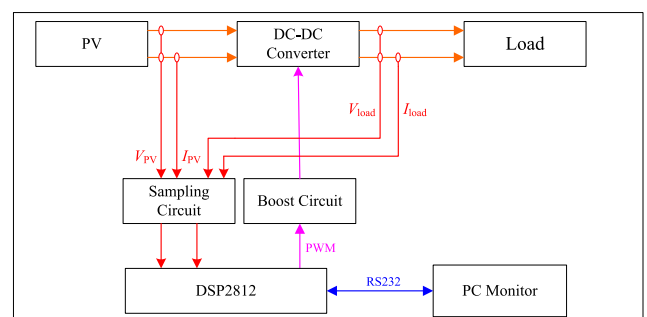 PV
DC-DC
Converter
Load
Vload
Iload
VPV
IPV
Sampling
Circuit
Boost Circuit
PWM
DSP2812
RS232
PC Monitor